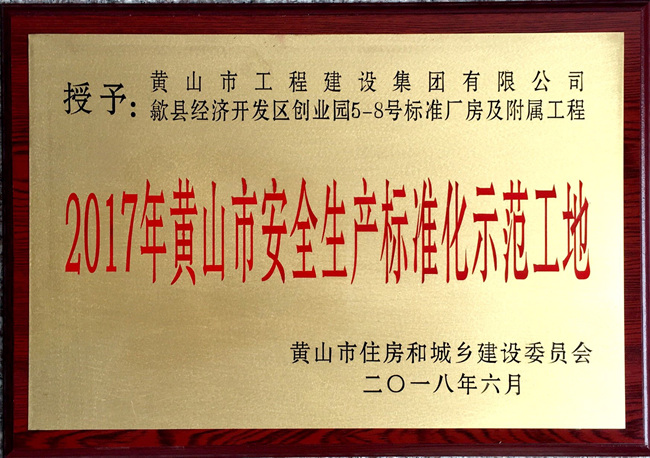 授予：
黄山市工程建设集团有限公司
歙县经济开发区创业园5-8号标准厂房及附属工程
2017年黄山市安全生产标准化示范工地
黄山市住房和城乡建设委员会
二〇一八年六月